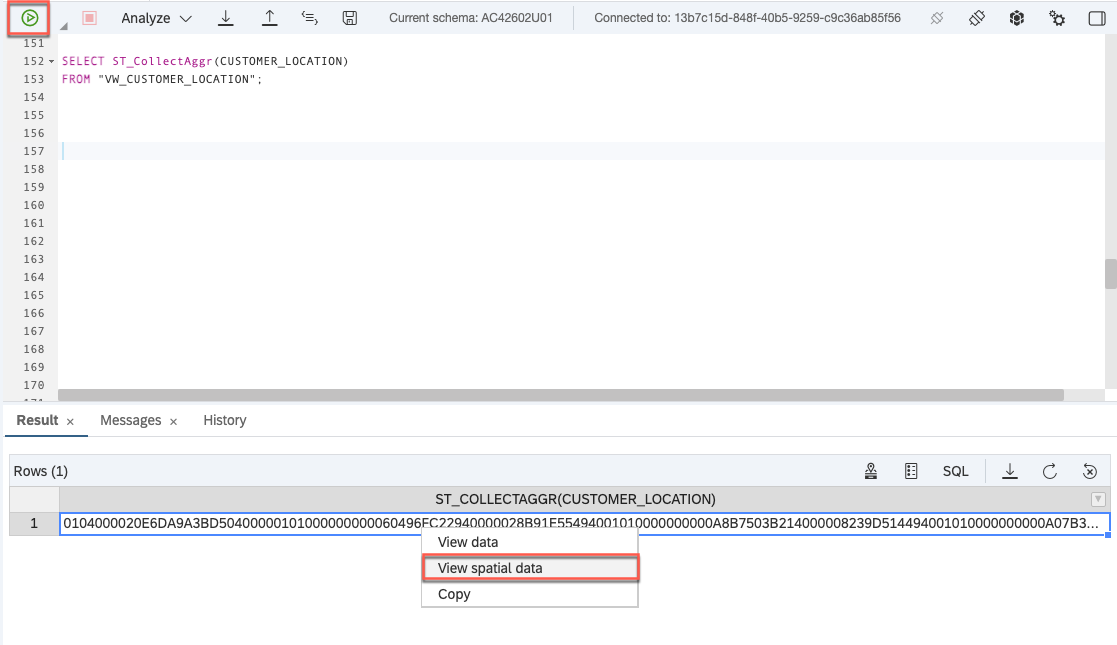 Analyze
Current schema: AC42602U01
Connected to: 13b7c15d-848f-40b5-9259-c9c36ab85f56
151
152 SELECT ST_CollectAggr(CUSTOMER_LOCATION)
153 FROM "VW_CUSTOMER_LOCATION";
154
155
156
157
158
159
160
161
162
163
164
165
166
167
168
169
170
Result × Messages × History
Rows (1) SQL
ST_COLLECTAGGR(CUSTOMER_LOCATION)
1 0104000020E6DA9A3BD50400000101000000000060496FC22940000028B91E55494001010000000000A8B7503B214000008239D514494001010000000000A07B3...
View data
View spatial data
Copy